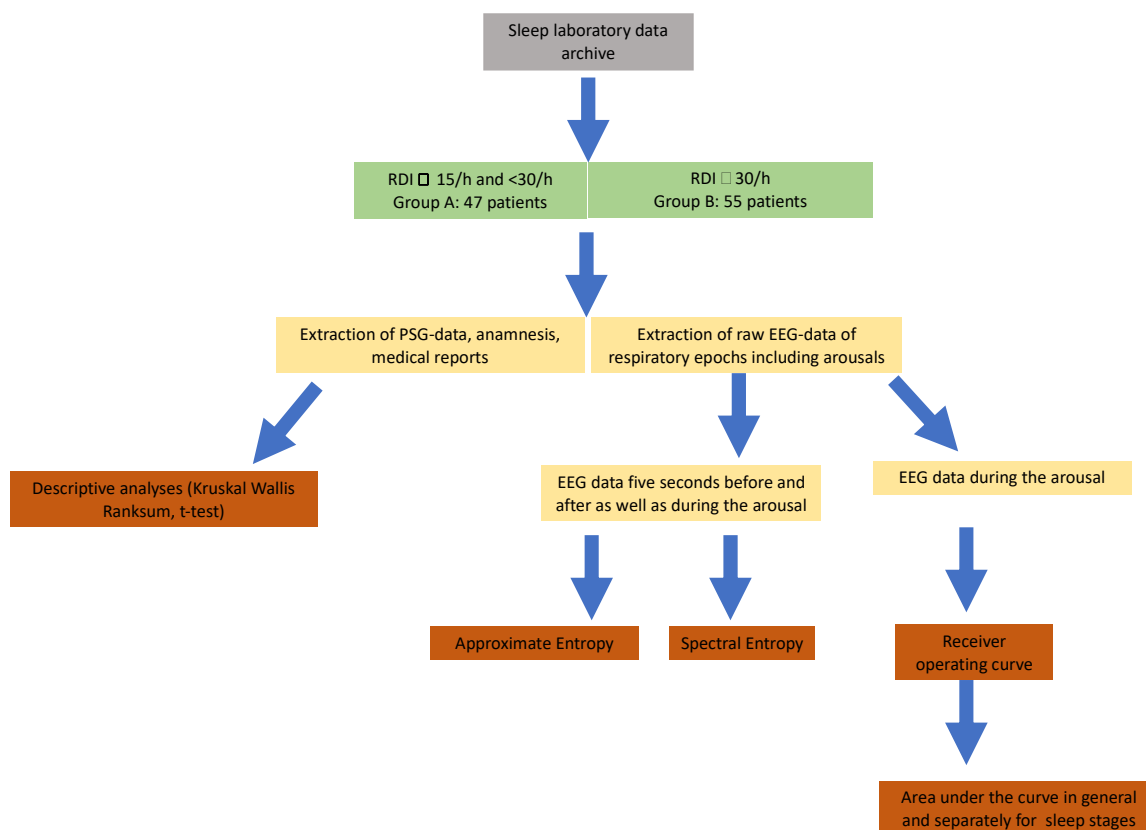 Sleep laboratory data
archive
RDI □ 15/h and <30/h
Group A: 47 patients
RDI □ 30/h
Group B: 55 patients
Extraction of PSG-data, anamnesis,
medical reports
Extraction of raw EEG-data of
respiratory epochs including arousals
Descriptive analyses (Kruskal Wallis
Ranksum, t-test)
EEG data five seconds before and
after as well as during the arousal
EEG data during the arousal
Approximate Entropy
Spectral Entropy
Receiver
operating curve
Area under the curve in general
and separately for sleep stages